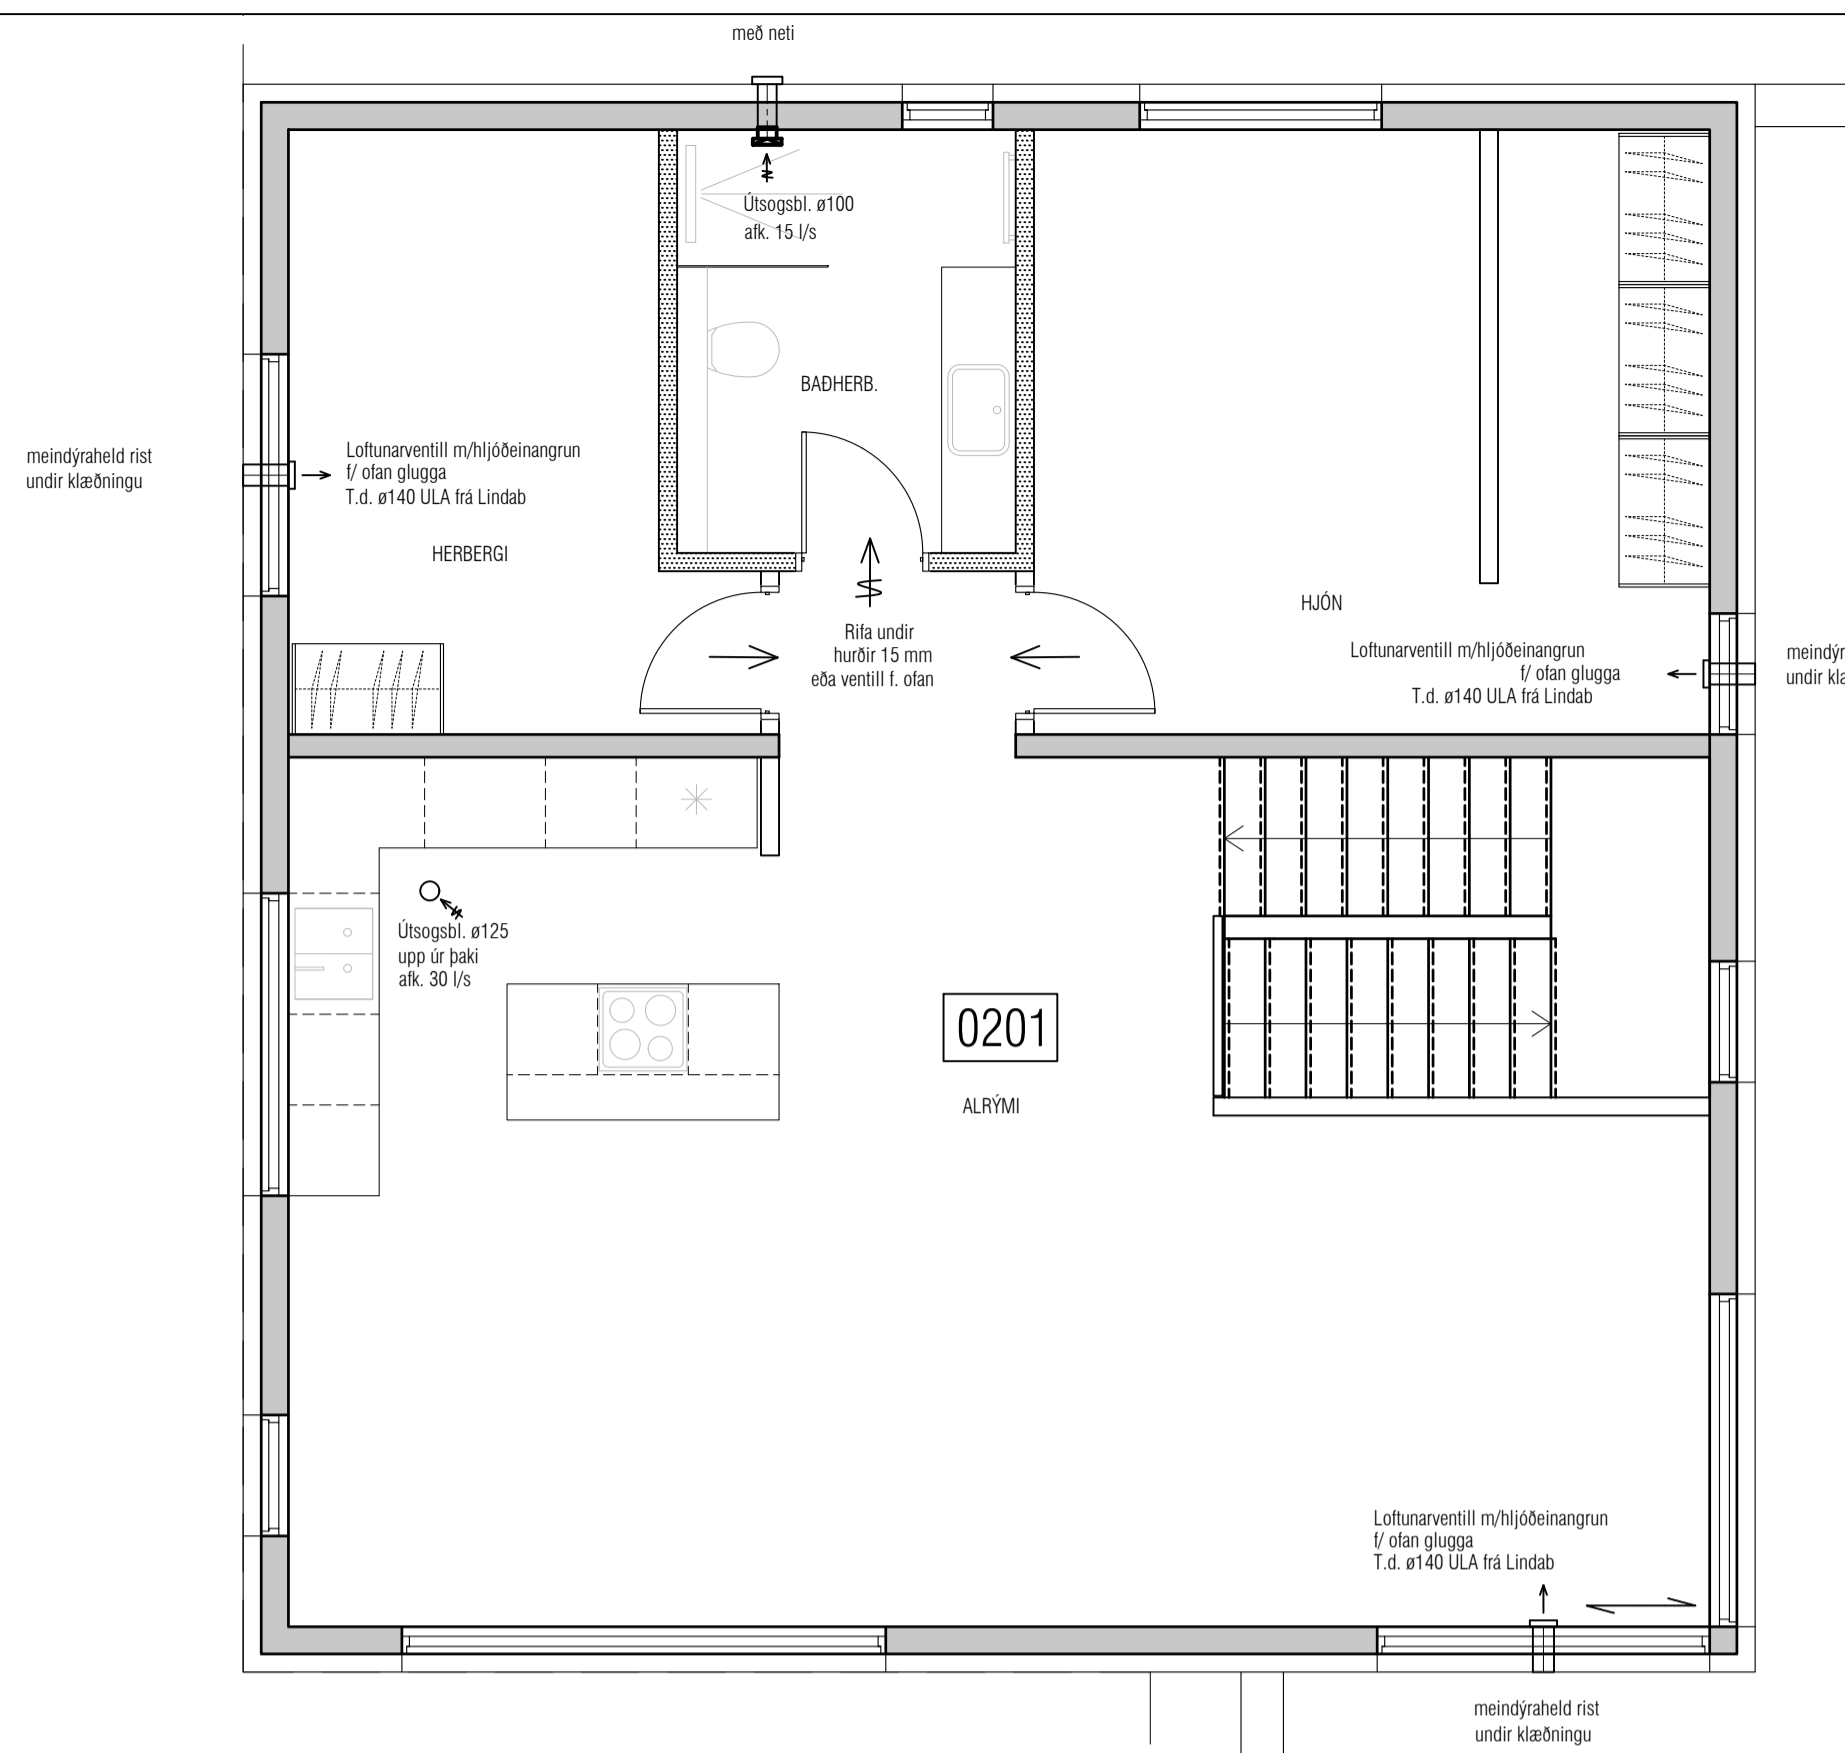 með neti
Útsogsbl. ø100
afk. 15 l/s
BAÐHERB.
meindýraheld rist
undir klæðningu
Loftunarventill m/hljóðeinangrun
f/ ofan glugga
T.d. ø140 ULA frá Lindab
HERBERGI
Rifa undir
hurðir 15 mm
eða ventill f. ofan
HJÓN
Loftunarventill m/hljóðeinangrun
f/ ofan glugga
T.d. ø140 ULA frá Lindab
meindýr
undir kla
Útsogsbl. ø125
upp úr þaki
afk. 30 l/s
0201
ALRÝMI
Loftunarventill m/hljóðeinangrun
f/ ofan glugga
T.d. ø140 ULA frá Lindab
meindýraheld rist
undir klæðningu